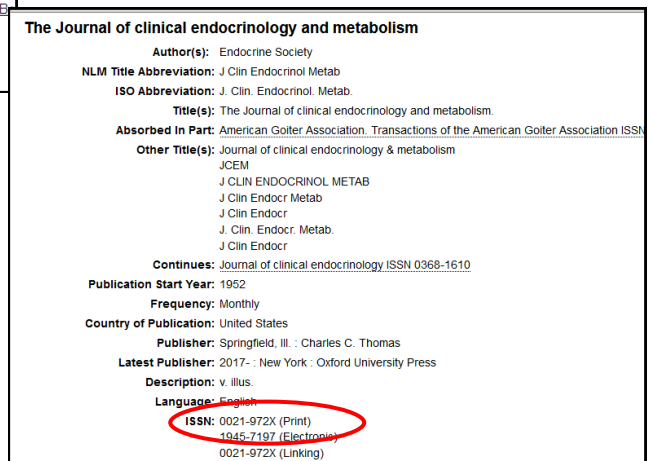 B
The Journal of clinical endocrinology and metabolism
Author(s): Endocrine Society
NLM Title Abbreviation: J Clin Endocrinol Metab
ISO Abbreviation: J. Clin. Endocrinol. Metab.
Title(s): The Journal of clinical endocrinology and metabolism.
Absorbed In Part: American Goiter Association. Transactions of the American Goiter Association ISSN
Other Title(s): Journal of clinical endocrinology & metabolism
JCEM
J CLIN ENDOCRINOL METAB
J Clin Endocr Metab
J Clin Endocr
J. Clin. Endocr. Metab.
J Clin Endocr
Continues: Journal of clinical endocrinology ISSN 0368-1610
Publication Start Year: 1952
Frequency: Monthly
Country of Publication: United States
Publisher: Springfield, Ill. : Charles C. Thomas
Latest Publisher: 2017- : New York : Oxford University Press
Description: v. illus.
Language: English
ISSN: 0021-972X (Print)
1945-7197 (Electronic)
0021-972X (Linking)